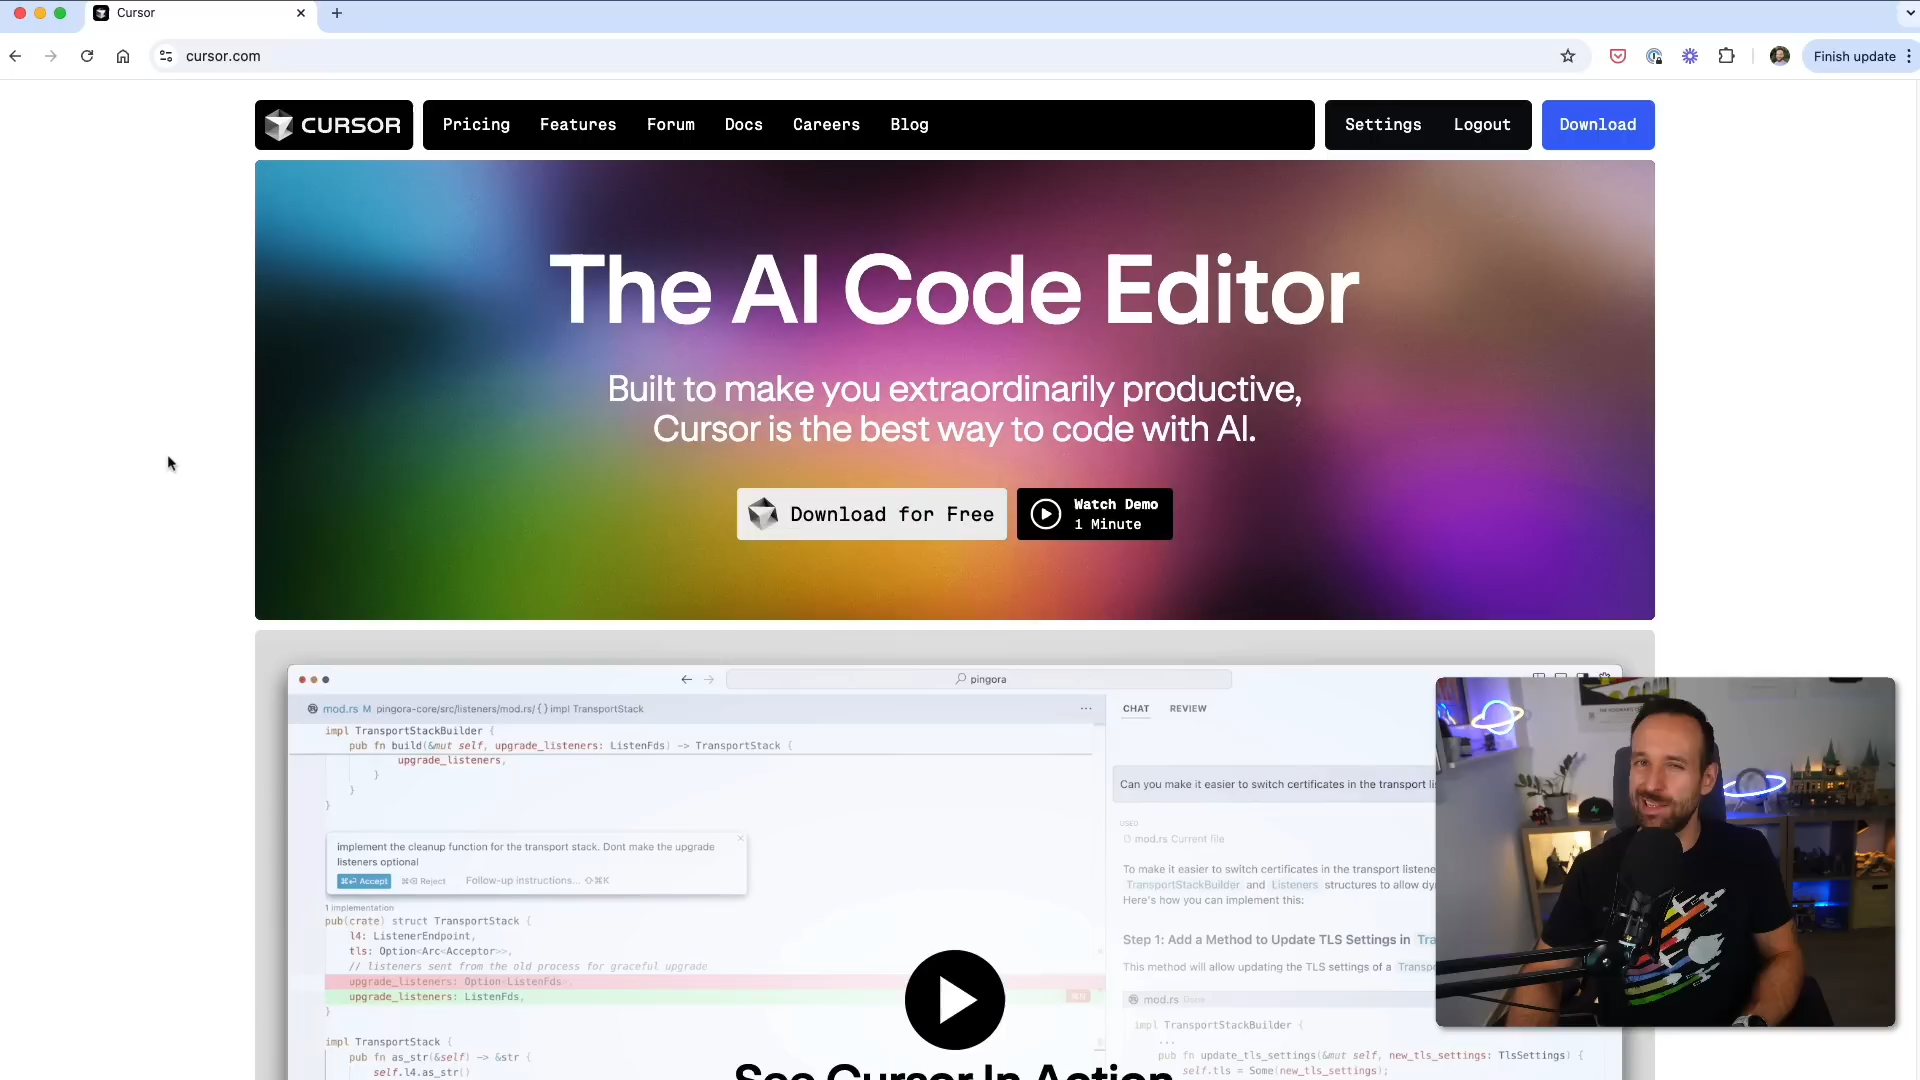 Cursor
cursor.com
Finish update
CURSOR
Pricing Features Forum Docs Careers Blog
Settings Logout
Download
The AI Code Editor
Built to make you extraordinarily productive,
Cursor is the best way to code with AI.
Download for Free
Watch Demo
1 Minute
pingora
mod.rs M pingora-core/src/listeners/mod.rs/{} impl TransportStack
impl TransportStackBuilder {
pub fn build(&mut self, upgrade_listeners: ListenFds) -> TransportStack {
upgrade_listeners,
}
}
}
implement the cleanup function for the transport stack. Dont make the upgrade
listeners optional
Accept
Reject
Follow-up instructions... ⇧⌘K
1 implementation
pub(crate) struct TransportStack {
l4: ListenerEndpoint,
tls: Option<Arc<Acceptor>>,
// listeners sent from the old process for graceful upgrade
upgrade_listeners: Option<ListenFds>
upgrade_listeners: ListenFds,
}
impl TransportStack {
pub fn as_str(&self) -> &str {
self.l4.as_str()
CHAT REVIEW
Can you make it easier to switch certificates in the transport
USED
mod.rs Current file
To make it easier to switch certificates in the transport
TransportStackBuilder and Listeners structures to allow
Here's how you can implement this:
Step 1: Add a Method to Update TLS Settings in
This method will allow updating the TLS settings of a
mod.rs Done
impl TransportStackBuilder {
...
pub fn update_tls_settings(&mut self, new_tls_settings: TlsSettings) {
self.tls = Some(new_tls_settings);
See Cursor In Action